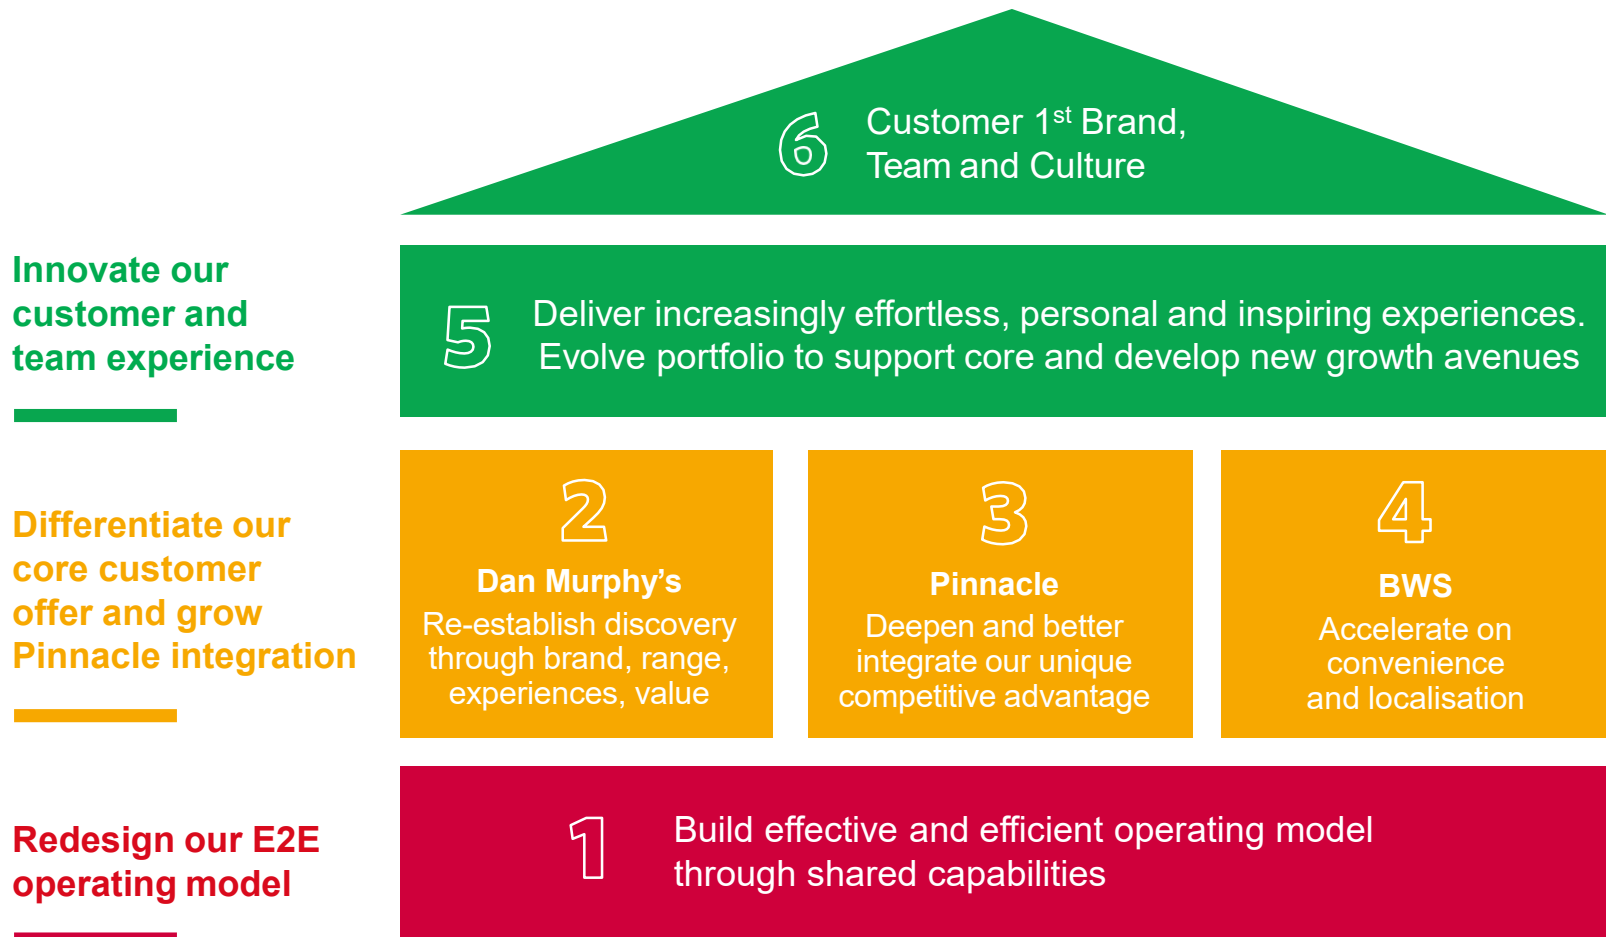 6
Customer 1st Brand,
Team and Culture
Innovate our
customer and
team experience
5
Deliver increasingly effortless, personal and inspiring experiences.
Evolve portfolio to support core and develop new growth avenues
Differentiate our
core customer
offer and grow
Pinnacle integration
2
Dan Murphy’s
Re-establish discovery
through brand, range,
experiences, value
3
Pinnacle
Deepen and better
integrate our unique
competitive advantage
4
BWS
Accelerate on
convenience
and localisation
Redesign our E2E
operating model
1
Build effective and efficient operating model
through shared capabilities